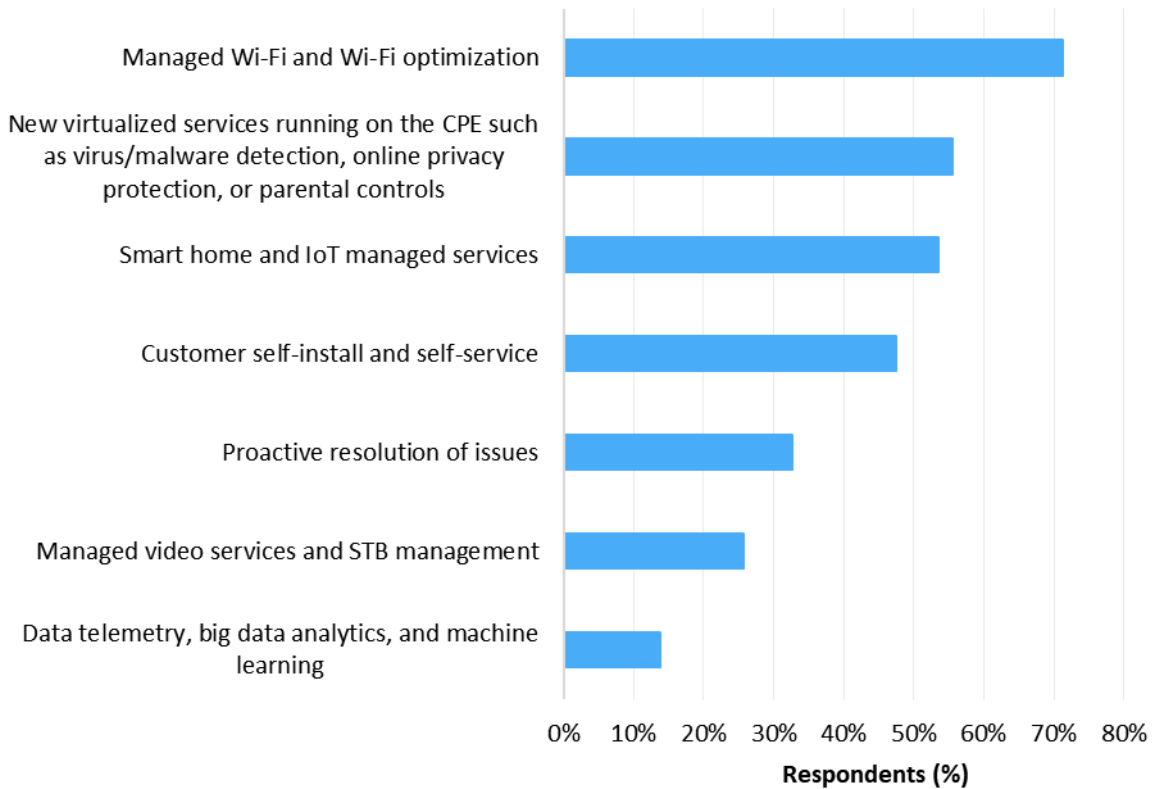 Managed Wi-Fi and Wi-Fi optimization
New virtualized services running on the CPE such
as virus/malware detection, online privacy
protection, or parental controls
Smart home and IoT managed services
Customer self-install and self-service
Proactive resolution of issues
Managed video services and STB management
Data telemetry, big data analytics, and machine
learning
0% 10% 20% 30% 40% 50% 60% 70% 80%
Respondents (%)